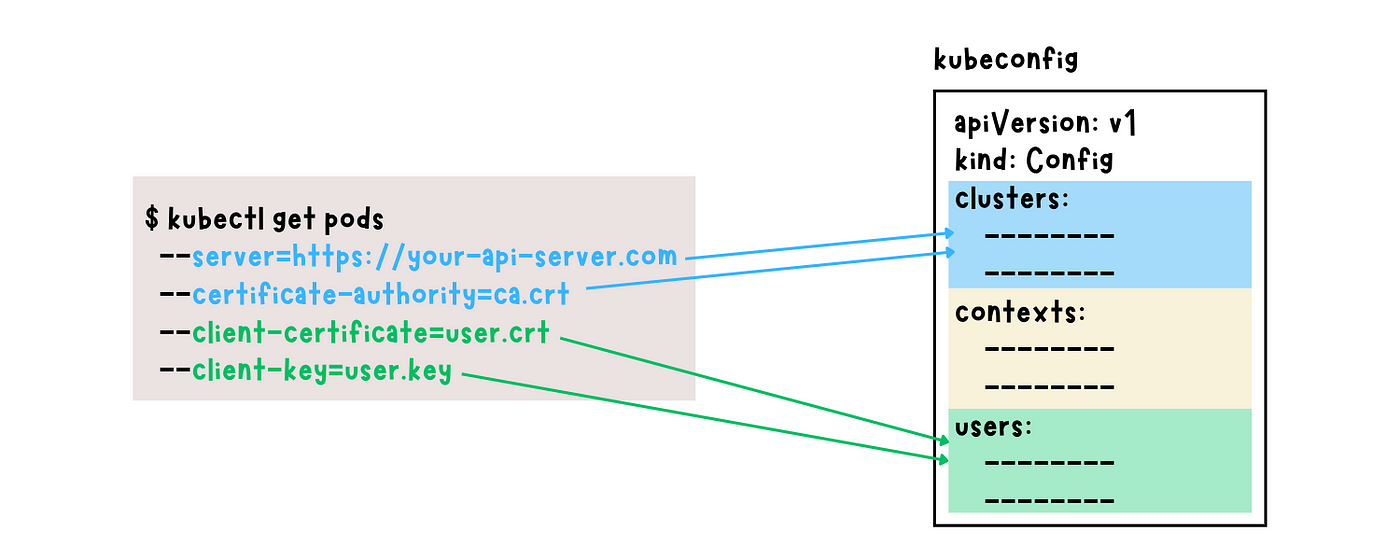 kubeconfig
apiVersion: v1
kind: Config
clusters:
--------
--------
contexts:
--------
--------
users:
--------
--------
$ kubectl get pods
--server=https://your-api-server.com
--certificate-authority=ca.crt
--client-certificate=user.crt
--client-key=user.key